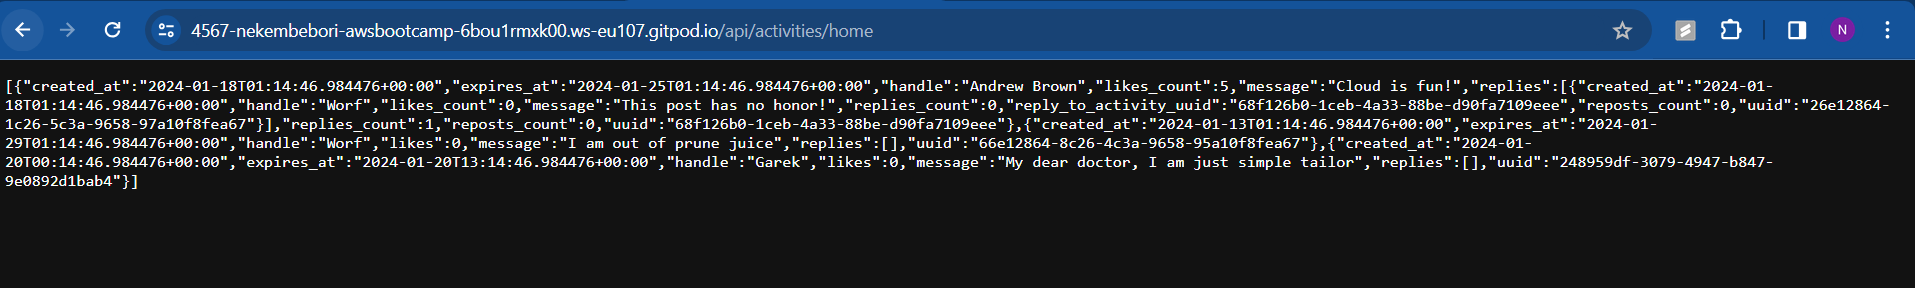 4567-nekembebori-awsbootcamp-6bou1rmxk00.ws-eu107.gitpod.io/api/activities/home
N
[{"created_at":"2024-01-18T01:14:46.984476+00:00","expires_at":"2024-01-25T01:14:46.984476+00:00","handle":"Andrew Brown","likes_count":5,"message":"Cloud is fun!","replies":[{"created_at":"2024-01-
18T01:14:46.984476+00:00","handle":"Worf","likes_count":0,"message":"This post has no honor!","replies_count":0,"reply_to_activity_uuid":"68f126b0-1ceb-4a33-88be-d90fa7109eee","reposts_count":0,"uuid":"26e12864-
1c26-5c3a-9658-97a10f8fea67"}],"replies_count":1,"reposts_count":0,"uuid":"68f126b0-1ceb-4a33-88be-d90fa7109eee"},{"created_at":"2024-01-13T01:14:46.984476+00:00","expires_at":"2024-01-
29T01:14:46.984476+00:00","handle":"Worf","likes":0,"message":"I am out of prune juice","replies":[],"uuid":"66e12864-8c26-4c3a-9658-95a10f8fea67"},{"created_at":"2024-01-
20T00:14:46.984476+00:00","expires_at":"2024-01-20T13:14:46.984476+00:00","handle":"Garek","likes":0,"message":"My dear doctor, I am just simple tailor","replies":[],"uuid":"248959df-3079-4947-b847-
9e0892d1bab4"}]